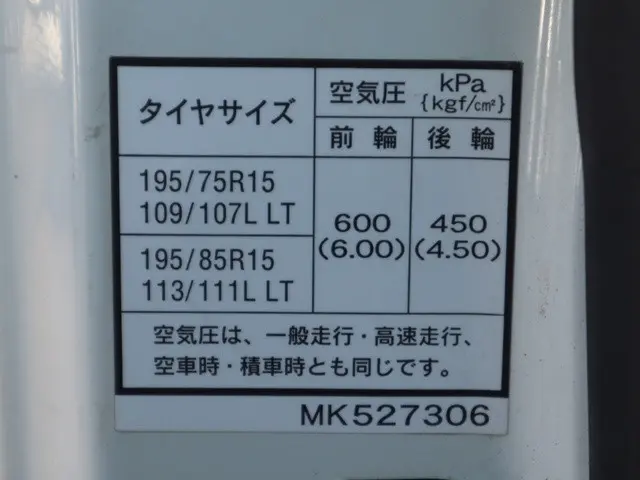 タイヤサイズ
空気圧 kPa
{kgf/cm²}
前輪 後輪
195/75R15
109/107L LT
600 450
(6.00) (4.50)
195/85R15
113/111L LT
空気圧は、一般走行・高速走行、
空車時・積車時とも同じです。
MK527306